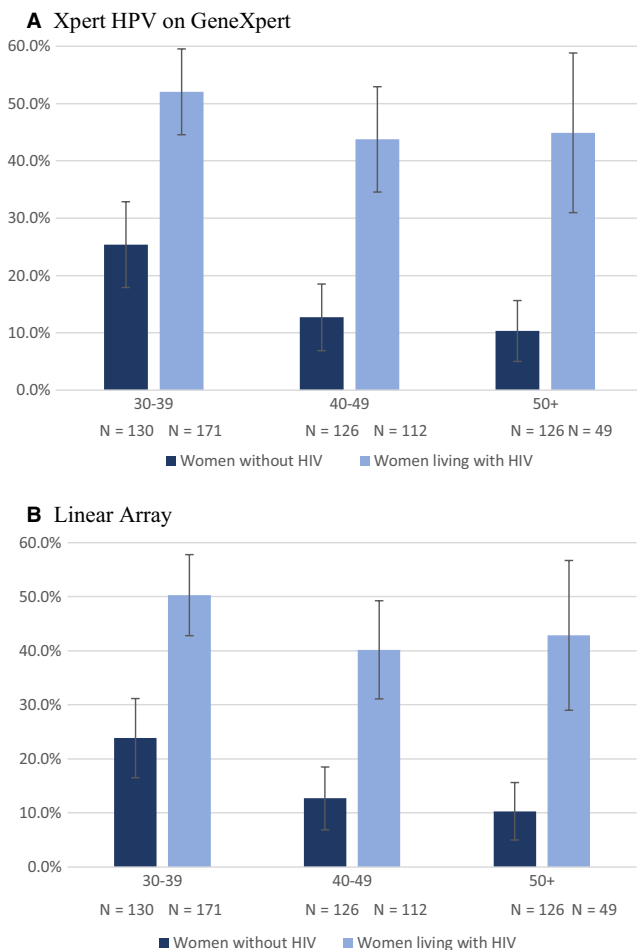 A Xpert HPV on GeneXpert
60.0%
50.0%
40.0%
30.0%
20.0%
10.0%
0.0%
30-39 40-49 50+
N = 130 N = 171 N = 126 N = 112 N = 126 N = 49
Women without HIV Women living with HIV
B Linear Array
60.0%
50.0%
40.0%
30.0%
20.0%
10.0%
0.0%
30-39 40-49 50+
N = 130 N = 171 N = 126 N = 112 N = 126 N = 49
Women without HIV Women living with HIV